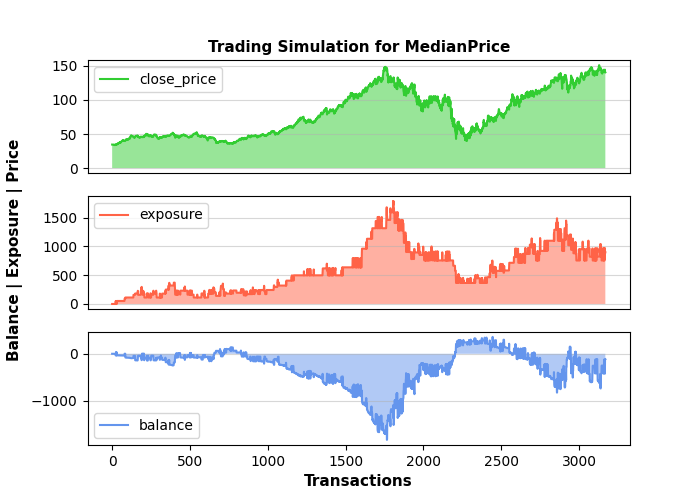 Trading Simulation for MedianPrice
Balance | Exposure | Price
150
100
50
0
close_price
1500
1000
500
0
exposure
0
−1000
balance
0
500
1000
1500
2000
2500
3000
Transactions